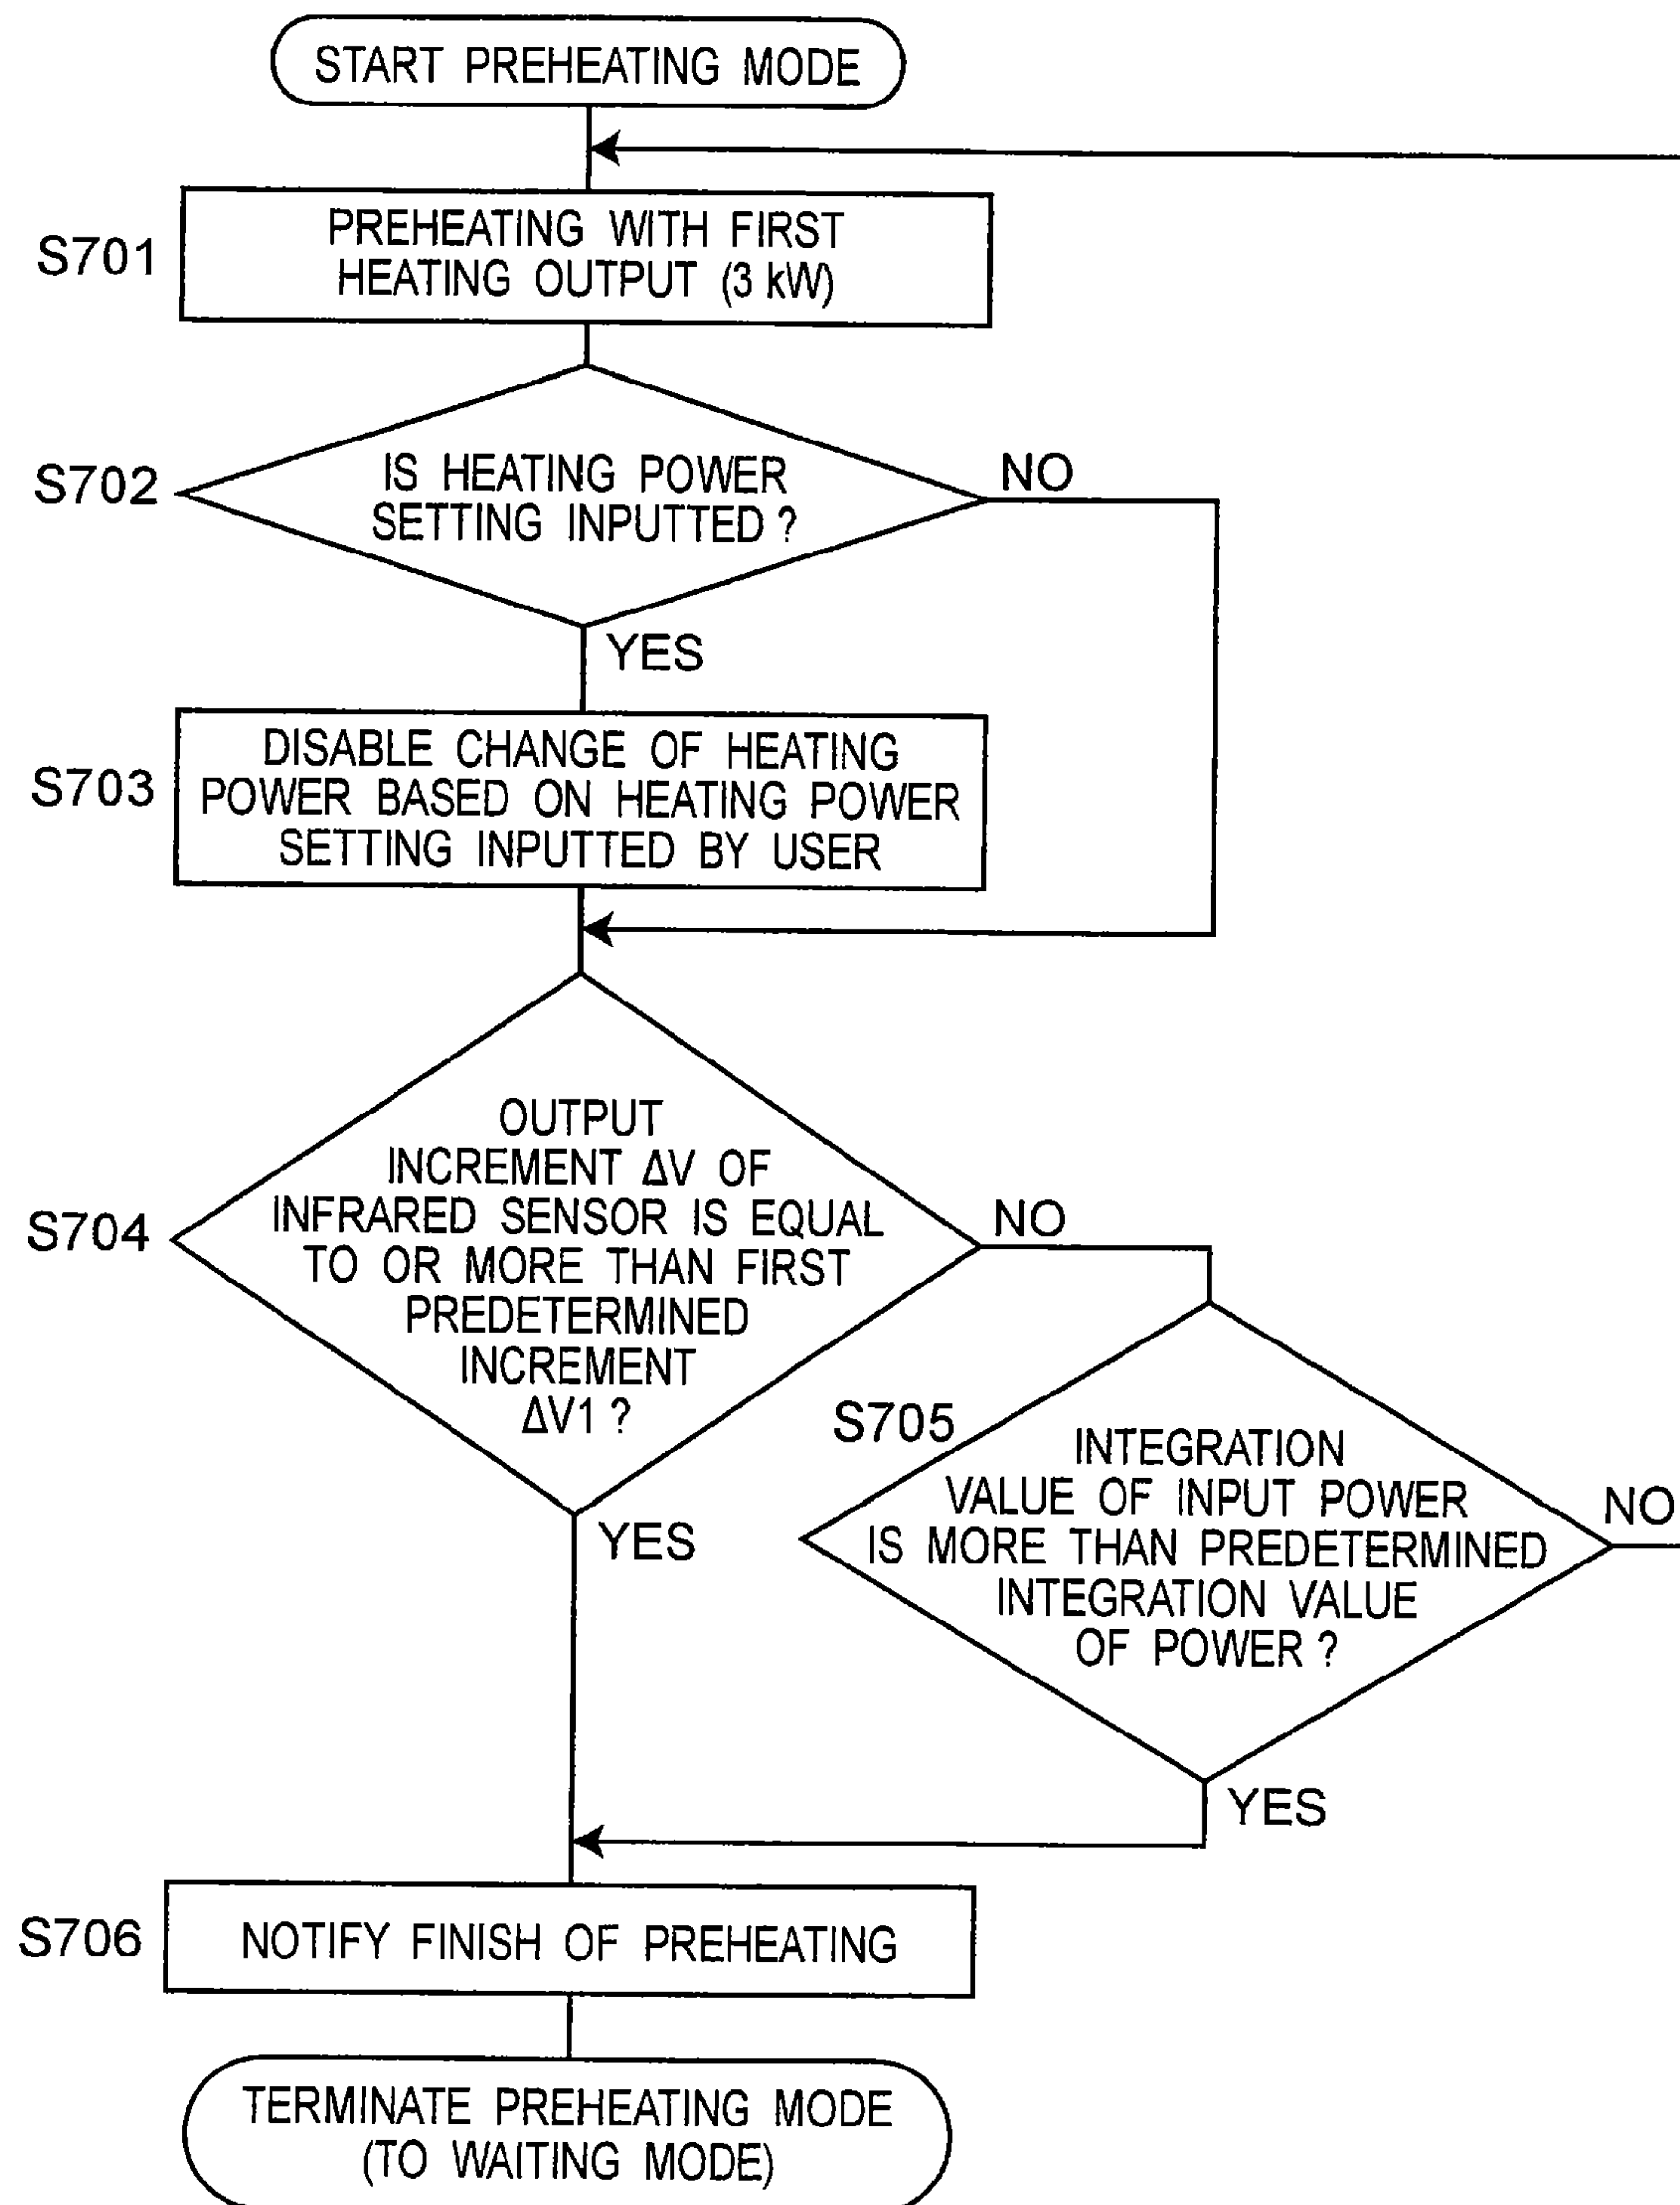 START PREHEATING MODE
S701
PREHEATING WITH FIRST
HEATING OUTPUT (3 kW)
S702
IS HEATING POWER
SETTING INPUTTED ?
NO
YES
S703
DISABLE CHANGE OF HEATING
POWER BASED ON HEATING POWER
SETTING INPUTTED BY USER
S704
OUTPUT
INCREMENT ΔV OF
INFRARED SENSOR IS EQUAL
TO OR MORE THAN FIRST
PREDETERMINED
INCREMENT
ΔV1 ?
NO
YES
S705
INTEGRATION
VALUE OF INPUT POWER
IS MORE THAN PREDETERMINED
INTEGRATION VALUE
OF POWER ?
NO
YES
S706
NOTIFY FINISH OF PREHEATING
TERMINATE PREHEATING MODE
(TO WAITING MODE)